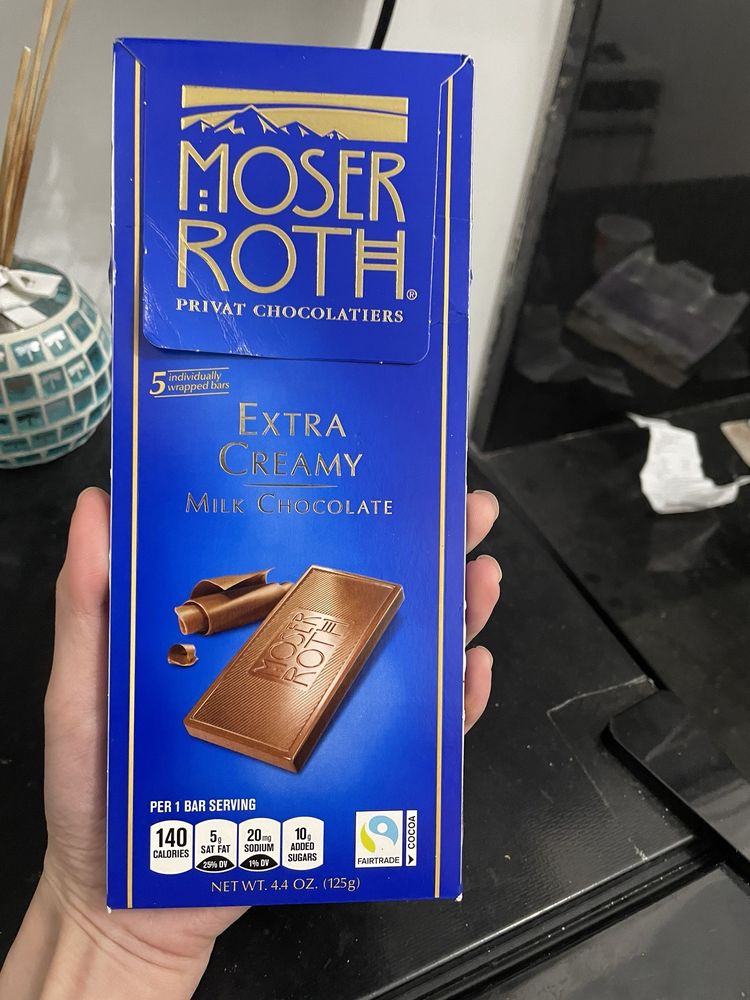 MOSER
ROTH®
PRIVAT CHOCOLATIERS
5 individually
wrapped bars
EXTRA
CREAMY
MILK CHOCOLATE
MOSER
ROTH
PER 1 BAR SERVING
140
CALORIES
5g
SAT FAT
25% DV
20mg
SODIUM
1% DV
10g
ADDED
SUGARS
FAIRTRADE
COCOA
NET WT. 4.4 OZ. (125g)